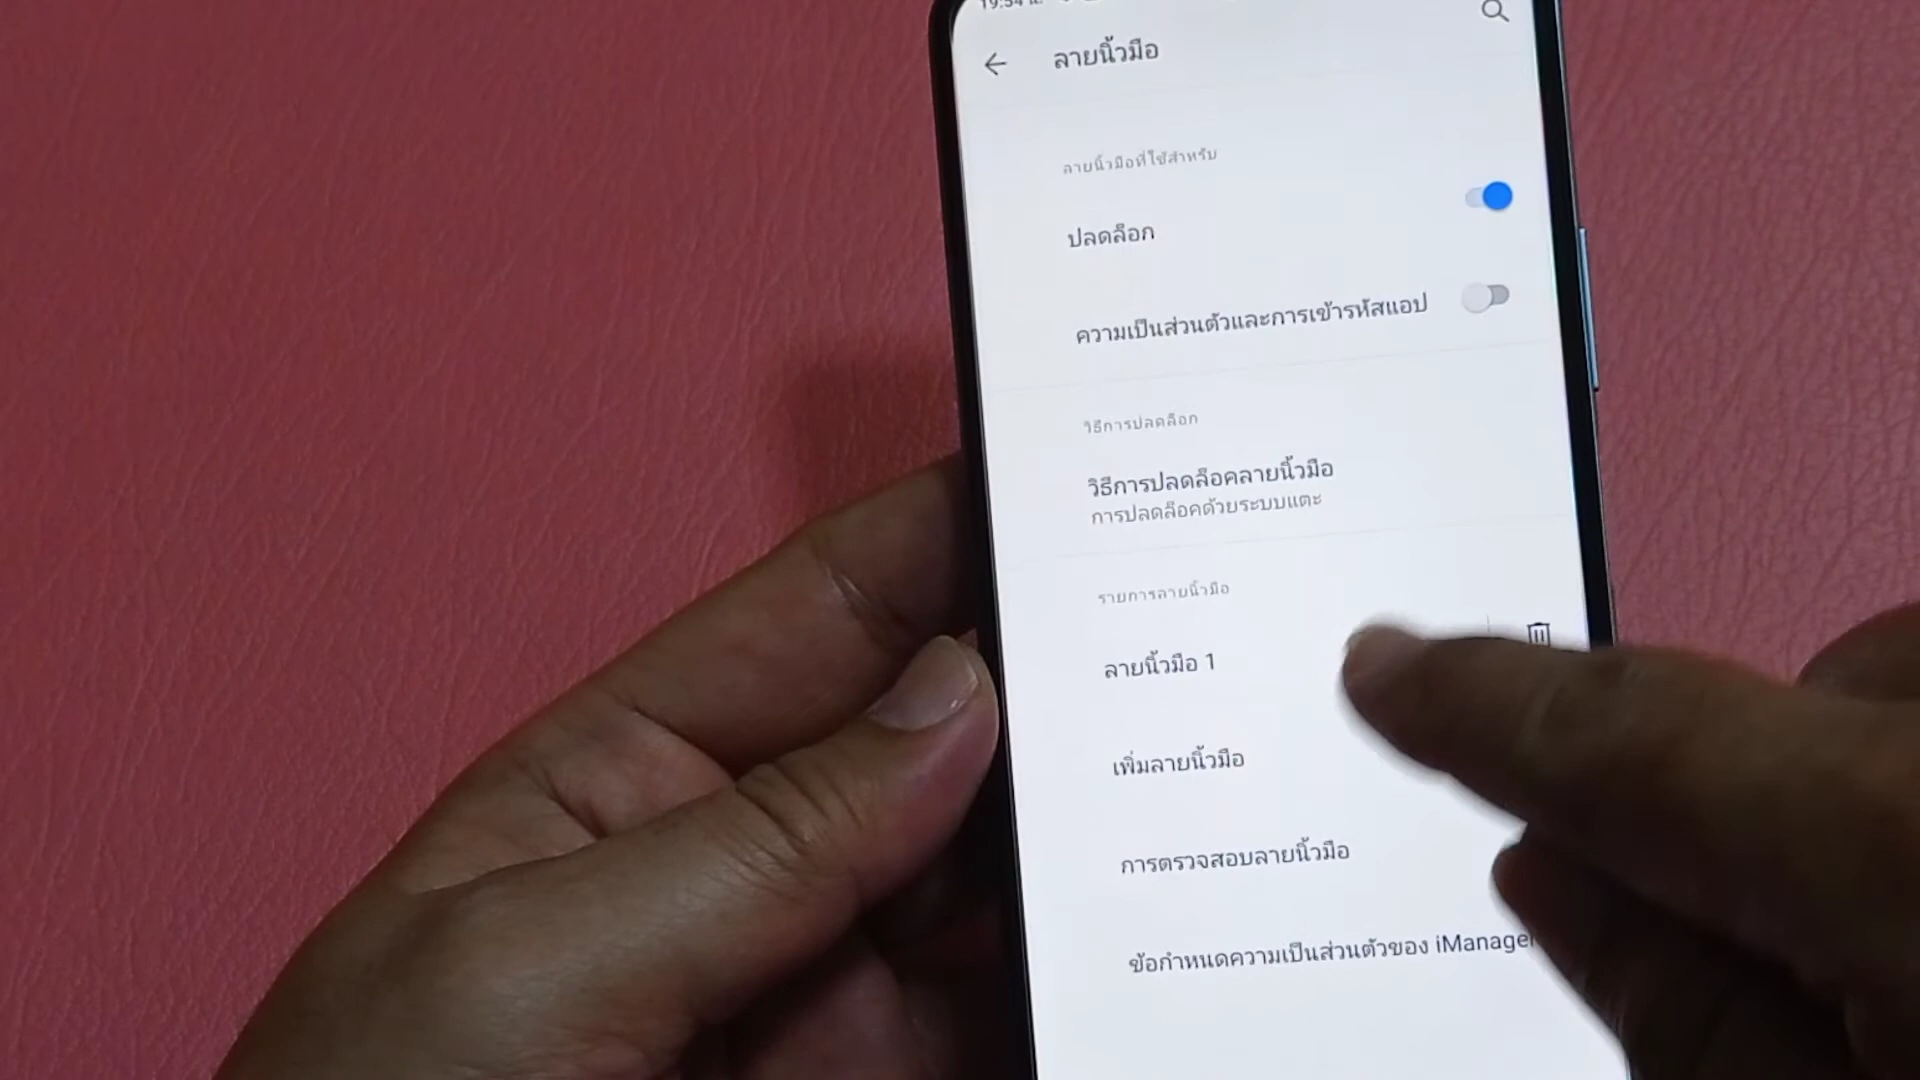 19:54 น.
ลายนิ้วมือ
ลายนิ้วมือที่ใช้สำหรับ
ปลดล็อก
ความเป็นส่วนตัวและการเข้ารหัสแอป
วิธีการปลดล็อก
วิธีการปลดล็อคลายนิ้วมือ
การปลดล็อคด้วยระบบแตะ
รายการลายนิ้วมือ
ลายนิ้วมือ 1
เพิ่มลายนิ้วมือ
การตรวจสอบลายนิ้วมือ
ข้อกำหนดความเป็นส่วนตัวของ iManager